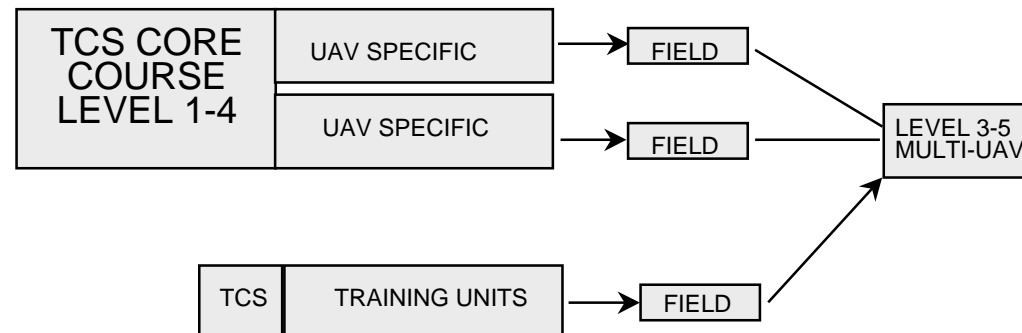 TCS CORE
COURSE
LEVEL 1-4
UAV SPECIFIC
FIELD
UAV SPECIFIC
FIELD
LEVEL 3-5
MULTI-UAV
TCS
TRAINING UNITS
FIELD